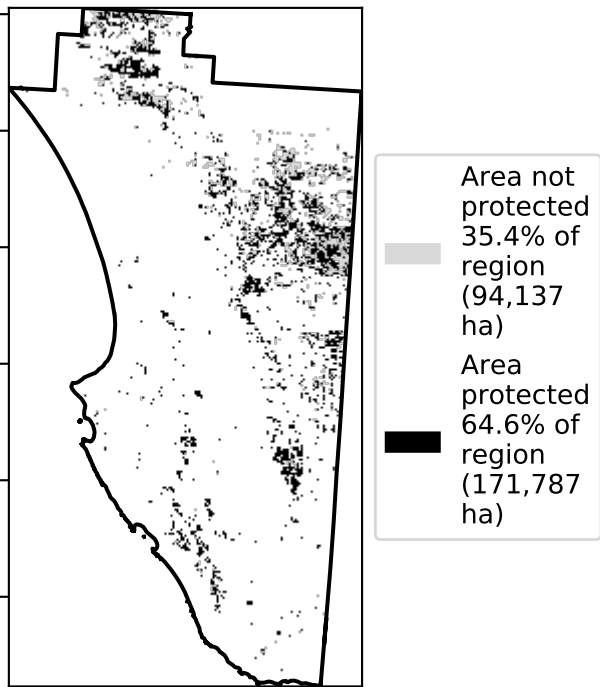 Area not
protected
35.4% of
region
(94,137
ha)
Area
protected
64.6% of
region
(171,787
ha)